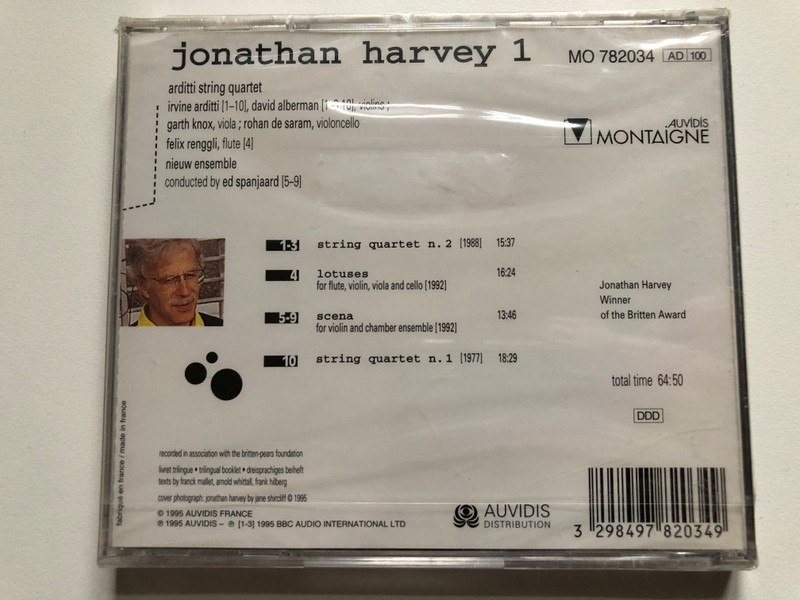 jonathan harvey 1
MO 782034 AD 100
arditti string quartet
irvine arditti [1-10], david alberman [1-3,10], violins ;
garth knox, viola ; rohan de saram, violoncello
felix renggli, flute [4]
nieuw ensemble
conducted by ed spanjaard [5-9]
AUVIDIS
MONTAIGNE
1-3 string quartet n. 2 [1988] 15:37
4 lotuses 16:24
for flute, violin, viola and cello [1992]
5-9 scena 13:46
for violin and chamber ensemble [1992]
10 string quartet n. 1 [1977] 18:29
Jonathan Harvey
Winner
of the Britten Award
total time 64:50
DDD
fabriqué en france / made in france
recorded in association with the britten-pears foundation
livret trilingue • trilingual booklet • dreisprachiges beiheft
texts by franck mallet, arnold whittall, frank hilberg
cover photograph: jonathan harvey by jane shircliff © 1995
© 1995 AUVIDIS FRANCE
℗ 1995 AUVIDIS – ℗ [1-3] 1995 BBC AUDIO INTERNATIONAL LTD
AUVIDIS
DISTRIBUTION
3 298497 820349